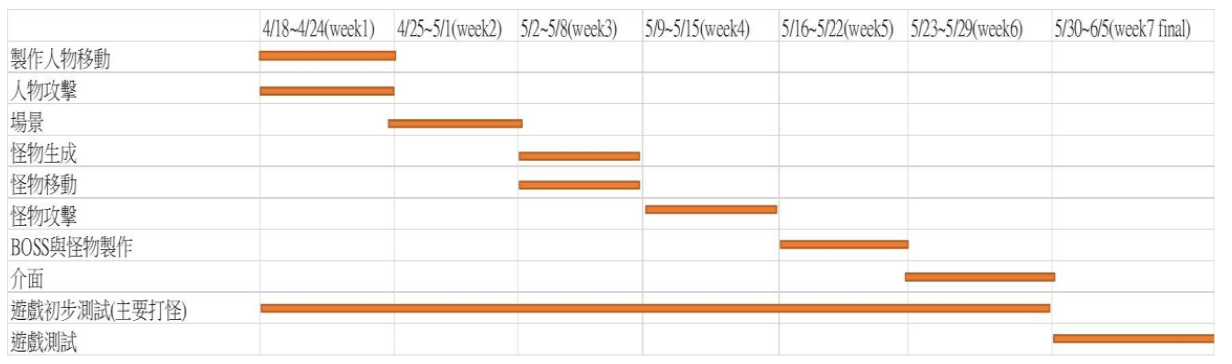 4/18~4/24(week1) 4/25~5/1(week2) 5/2~5/8(week3) 5/9~5/15(week4) 5/16~5/22(week5) 5/23~5/29(week6) 5/30~6/5(week7 final)
製作人物移動
人物攻擊
場景
怪物生成
怪物移動
怪物攻擊
BOSS與怪物製作
介面
遊戲初步測試(主要打怪)
遊戲測試